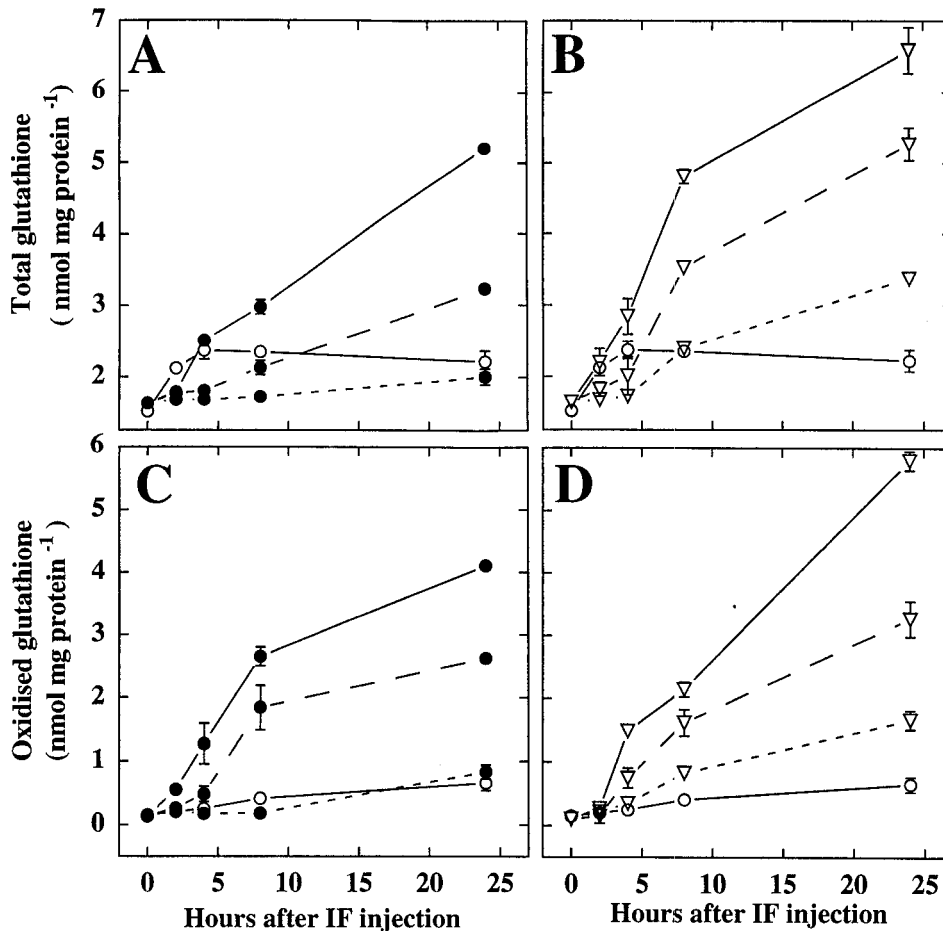 A
B
7
6
5
4
3
2
Total glutathione
( nmol mg protein -1 )
C
D
6
5
4
3
2
1
0
Oxidised glutathione
(nmol mg protein -1 )
0 5 10 15 20 25
0 5 10 15 20 25
Hours after IF injection
Hours after IF injection